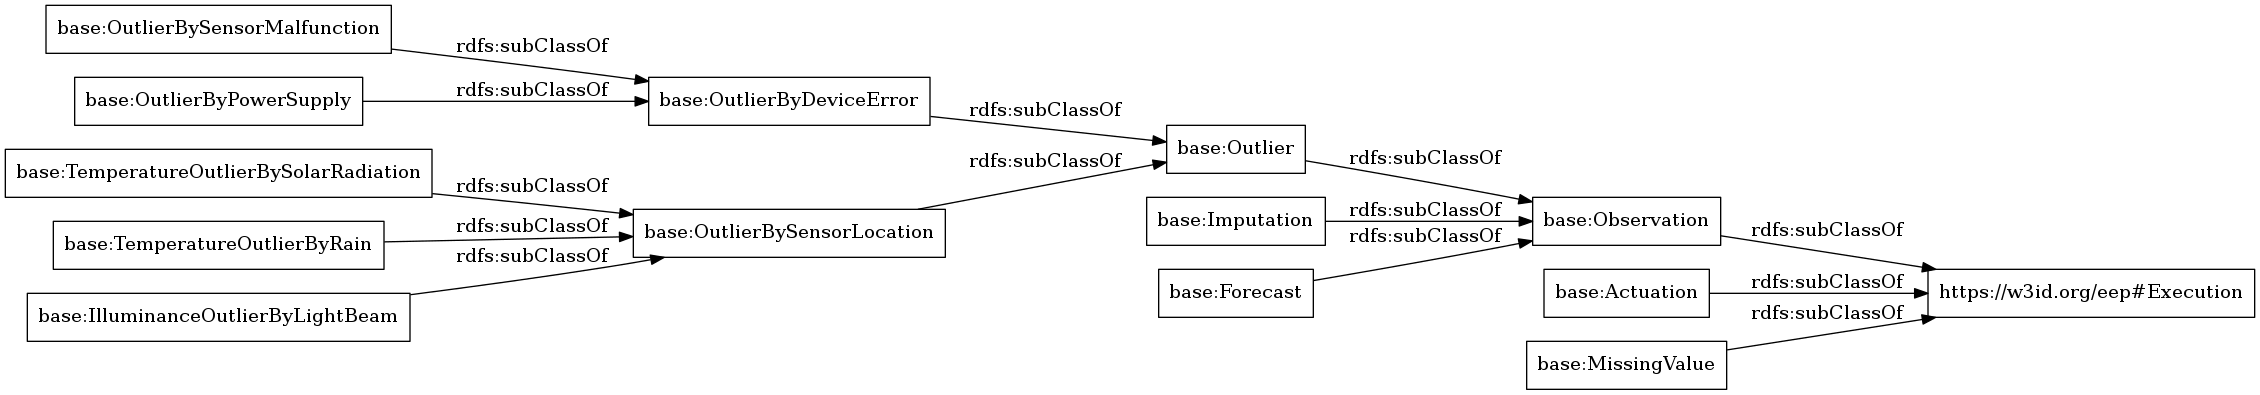 base:OutlierBySensorMalfunction
rdfs:subClassOf
base:OutlierByPowerSupply
rdfs:subClassOf
base:OutlierByDeviceError
rdfs:subClassOf
base:TemperatureOutlierBySolarRadiation
rdfs:subClassOf
base:TemperatureOutlierByRain
rdfs:subClassOf
base:IlluminanceOutlierByLightBeam
rdfs:subClassOf
base:OutlierBySensorLocation
rdfs:subClassOf
base:Outlier
rdfs:subClassOf
base:Imputation
rdfs:subClassOf
base:Forecast
rdfs:subClassOf
base:Observation
rdfs:subClassOf
base:Actuation
rdfs:subClassOf
base:MissingValue
rdfs:subClassOf
https://w3id.org/eep#Execution